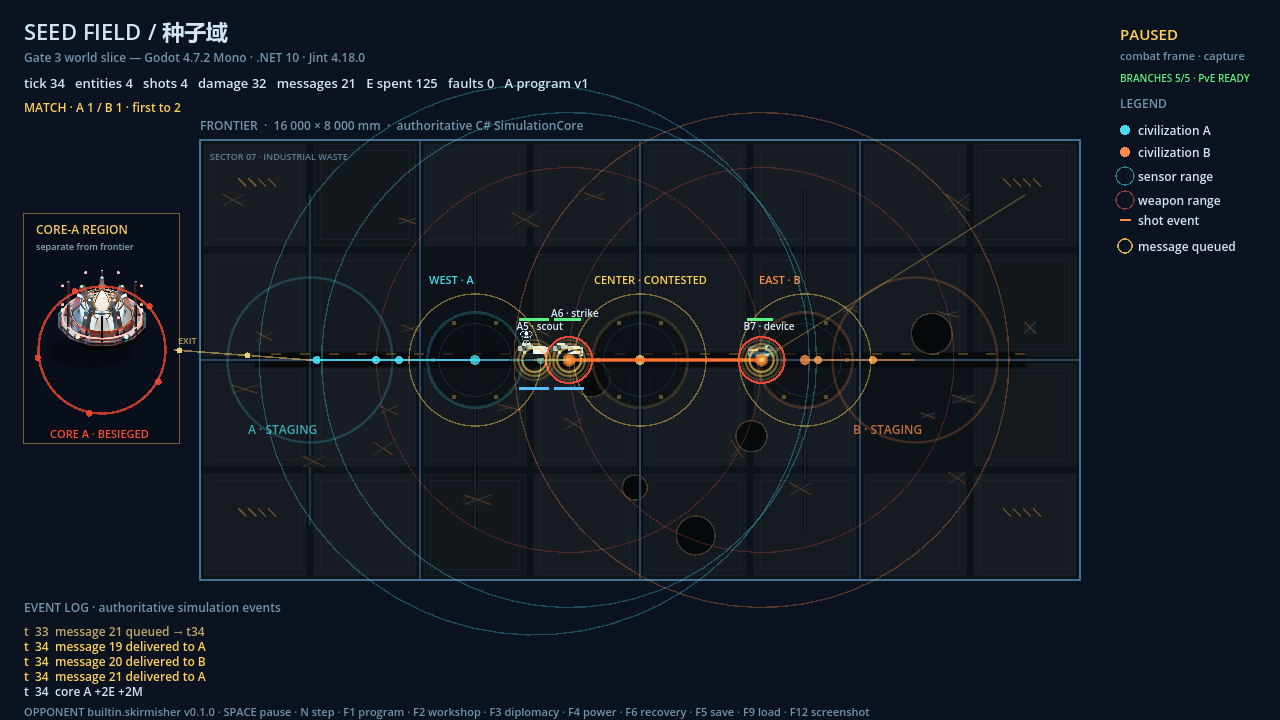 SEED FIELD / 种子域
Gate 3 world slice — Godot 4.7.2 Mono · .NET 10 · Jint 4.18.0
tick 34 entities 4 shots 4 damage 32 messages 21 E spent 125 faults 0 A program v1
MATCH · A 1 / B 1 · first to 2
FRONTIER · 16 000 × 8 000 mm · authoritative C# SimulationCore
SECTOR 07 · INDUSTRIAL WASTE
PAUSED
combat frame · capture
BRANCHES 5/5 · PvE READY
LEGEND
civilization A
civilization B
sensor range
weapon range
shot event
message queued
CORE-A REGION
separate from frontier
EXIT
CORE A · BESIEGED
WEST · A
CENTER · CONTESTED
EAST · B
A6 · strike
A5 · scout
B7 · device
A · STAGING
B · STAGING
EVENT LOG · authoritative simulation events
t 33 message 21 queued → t34
t 34 message 19 delivered to A
t 34 message 20 delivered to B
t 34 message 21 delivered to A
t 34 core A +2E +2M
OPPONENT builtin.skirmisher v0.1.0 · SPACE pause · N step · F1 program · F2 workshop · F3 diplomacy · F4 power · F6 recovery · F5 save · F9 load · F12 screenshot